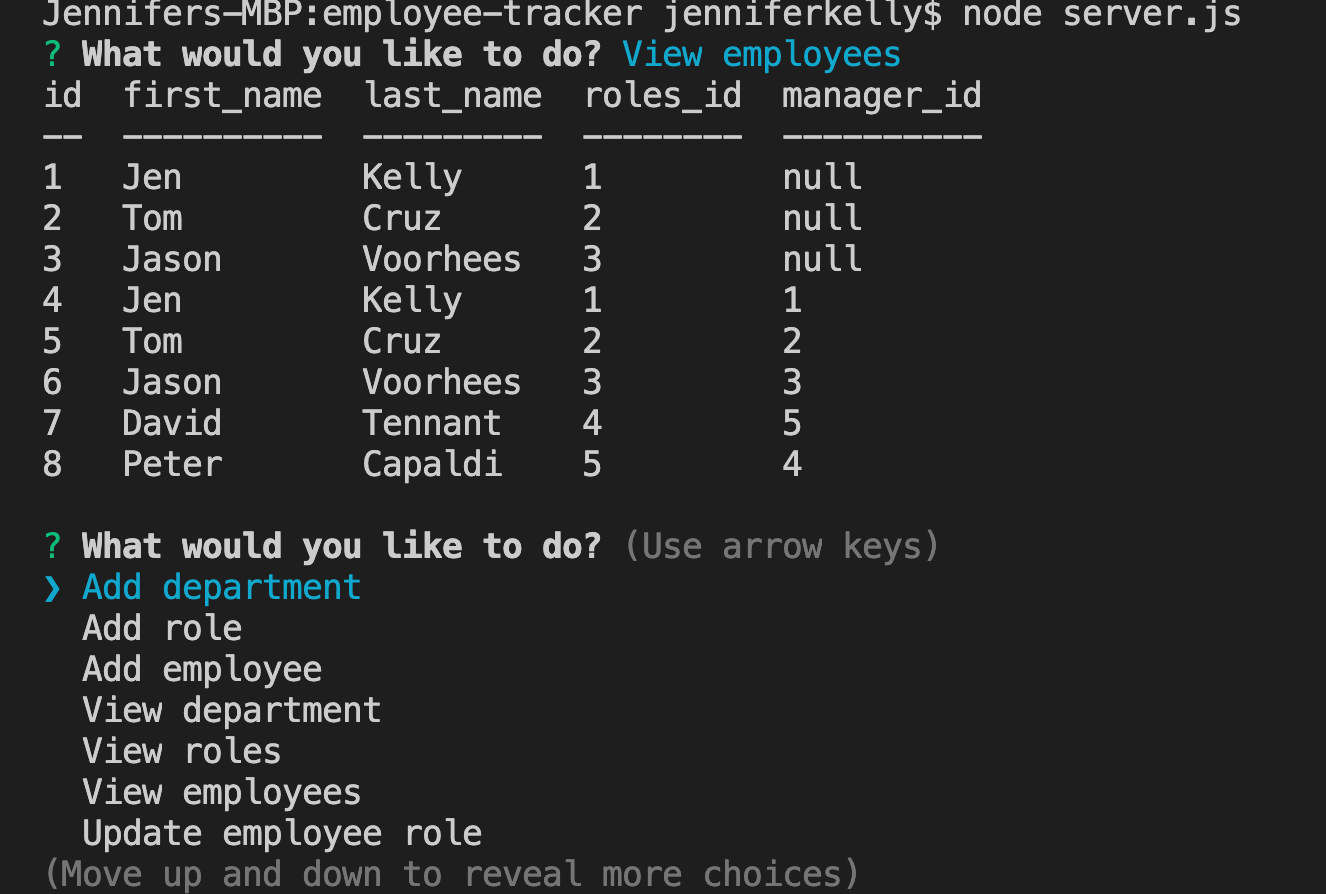 Jennifers-MBP:employee-tracker jenniferkelly$ node server.js
? What would you like to do? View employees
id  first_name  last_name  roles_id  manager_id
--  ----------  ---------  --------  ----------
1   Jen         Kelly      1         null
2   Tom         Cruz       2         null
3   Jason       Voorhees   3         null
4   Jen         Kelly      1         1
5   Tom         Cruz       2         2
6   Jason       Voorhees   3         3
7   David       Tennant    4         5
8   Peter       Capaldi    5         4
? What would you like to do? (Use arrow keys)
❯ Add department
  Add role
  Add employee
  View department
  View roles
  View employees
  Update employee role
(Move up and down to reveal more choices)